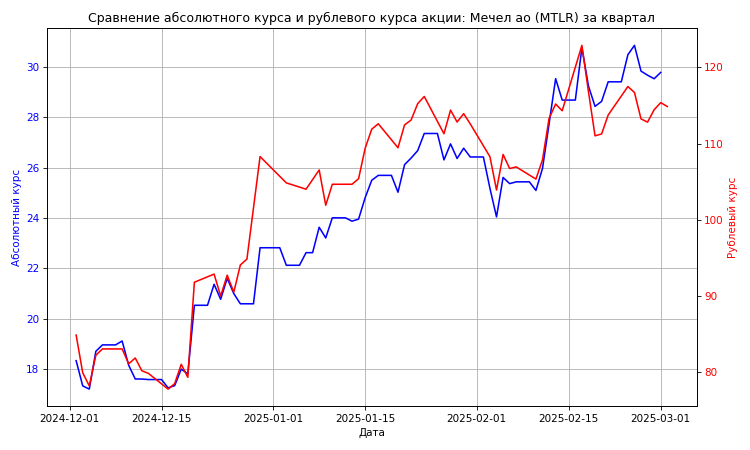 Сравнение абсолютного курса и рублевого курса акции: Мечел ао (MTLR) за квартал
30
28
26
24
22
20
18
Абсолютный курс
120
110
100
90
80
Рублевый курс
2024-12-01 2024-12-15 2025-01-01 2025-01-15 2025-02-01 2025-02-15 2025-03-01
Дата